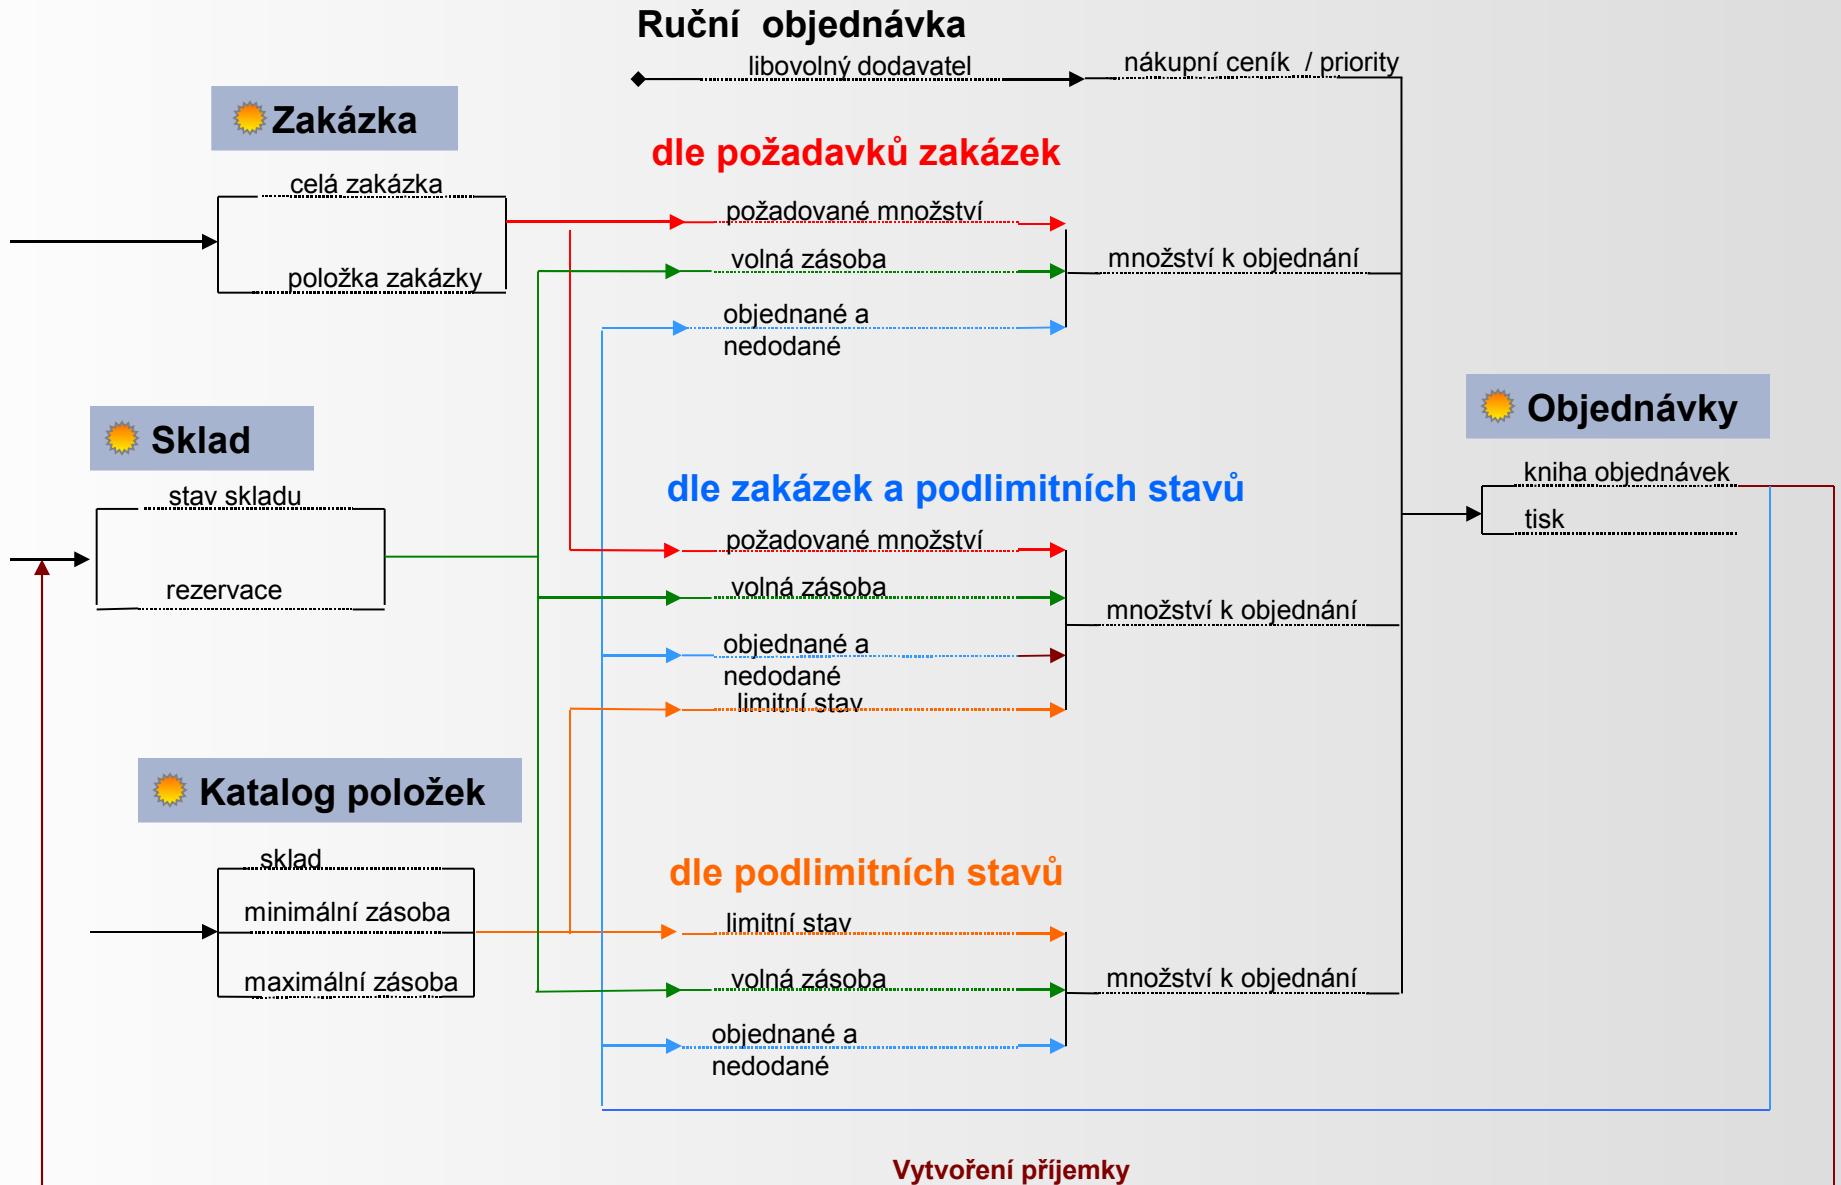 Ruční objednávka
libovolný dodavatel
nákupní ceník / priority
Zakázka
celá zakázka
položka zakázky
dle požadavků zakázek
požadované množství
volná zásoba
objednané a
nedodané
množství k objednání
Sklad
stav skladu
rezervace
dle zakázek a podlimitních stavů
požadované množství
volná zásoba
objednané a
nedodané
limitní stav
množství k objednání
Objednávky
kniha objednávek
tisk
Katalog položek
sklad
minimální zásoba
maximální zásoba
dle podlimitních stavů
limitní stav
volná zásoba
objednané a
nedodané
množství k objednání
Vytvoření příjemky